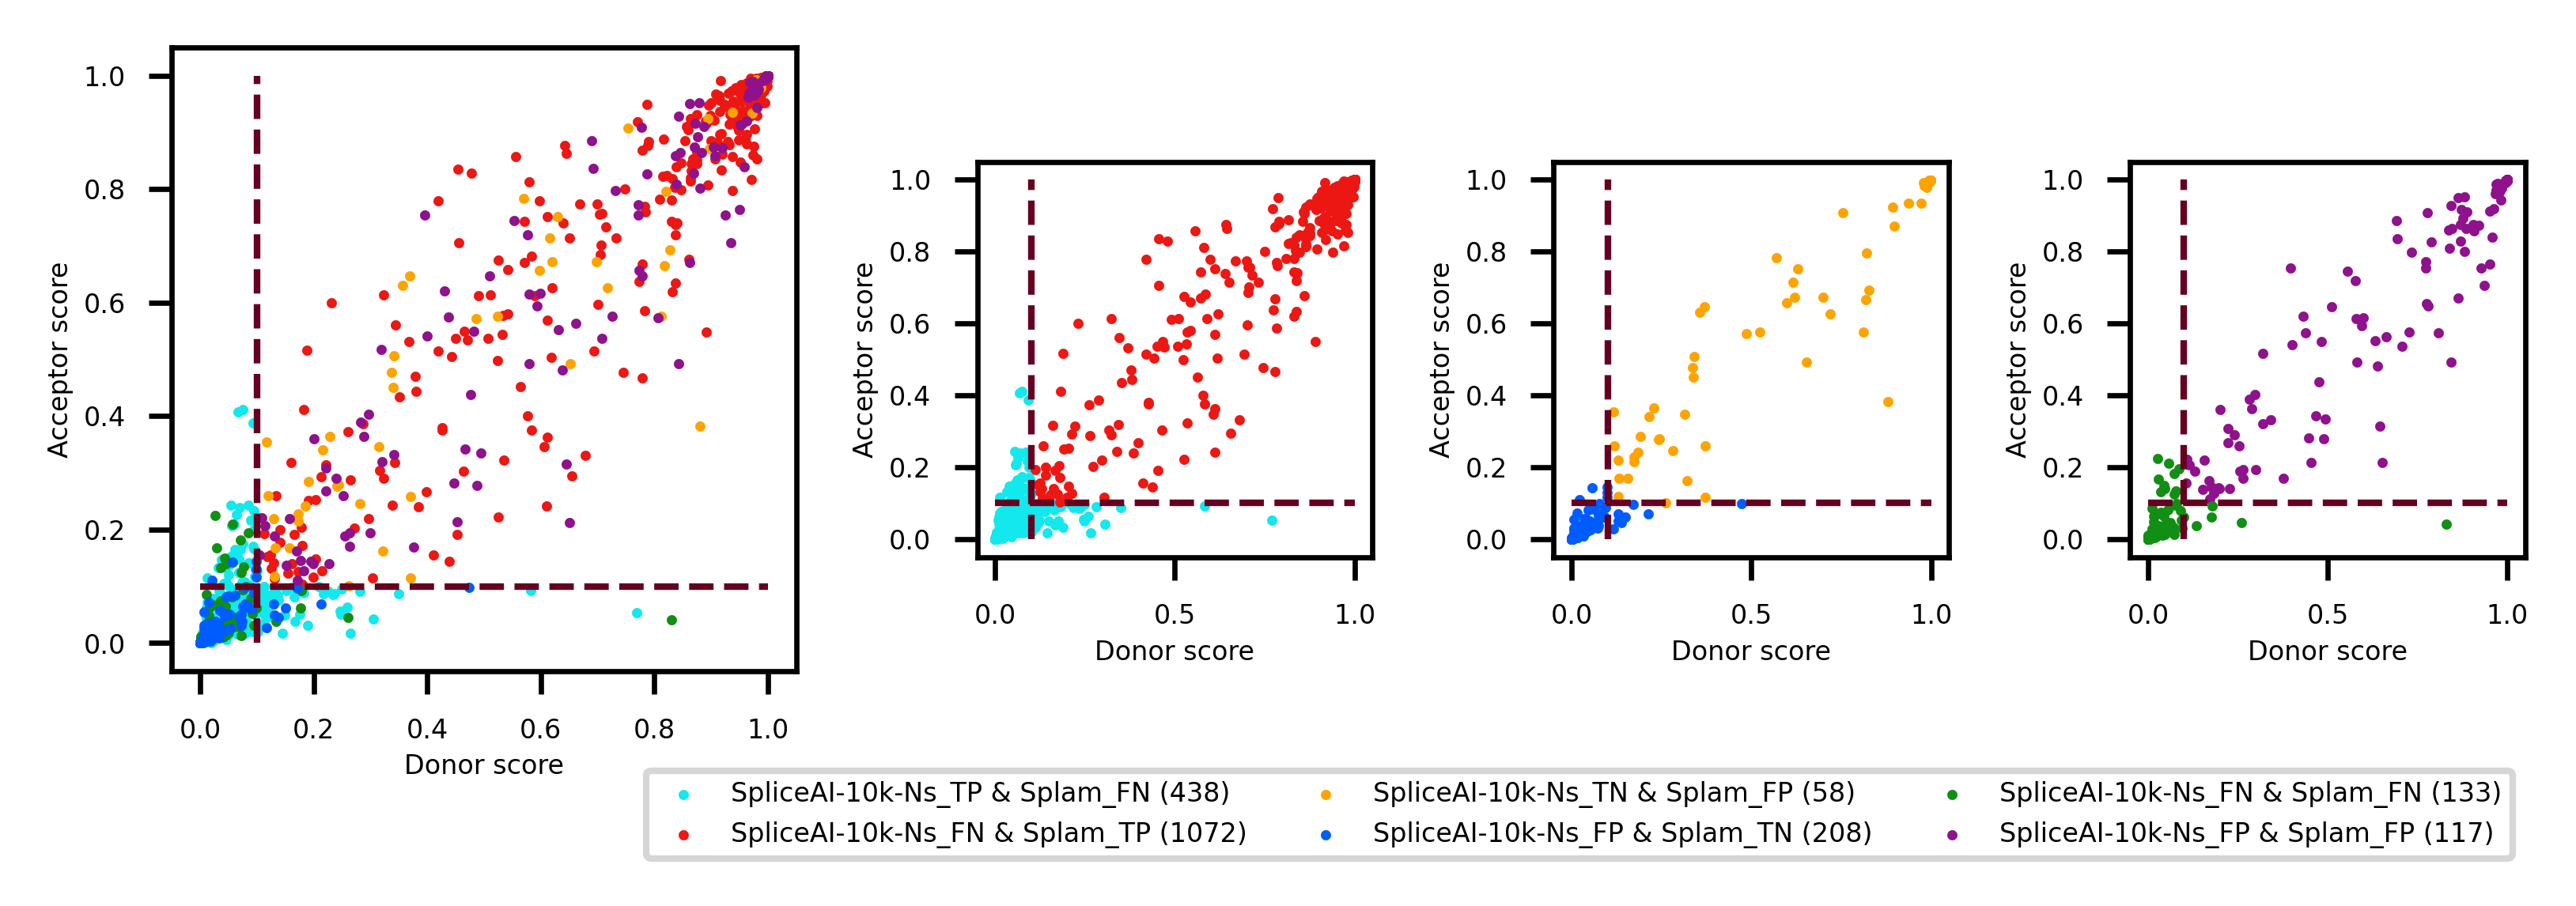 1.0
0.8
0.6
0.4
0.2
0.0
Acceptor score
0.0 0.2 0.4 0.6 0.8 1.0
Donor score
1.0
0.8
0.6
0.4
0.2
0.0
Acceptor score
0.0 0.5 1.0
Donor score
1.0
0.8
0.6
0.4
0.2
0.0
Acceptor score
0.0 0.5 1.0
Donor score
1.0
0.8
0.6
0.4
0.2
0.0
Acceptor score
0.0 0.5 1.0
Donor score
SpliceAI-10k-Ns_TP & Splam_FN (438)
SpliceAI-10k-Ns_FN & Splam_TP (1072)
SpliceAI-10k-Ns_TN & Splam_FP (58)
SpliceAI-10k-Ns_FP & Splam_TN (208)
SpliceAI-10k-Ns_FN & Splam_FN (133)
SpliceAI-10k-Ns_FP & Splam_FP (117)